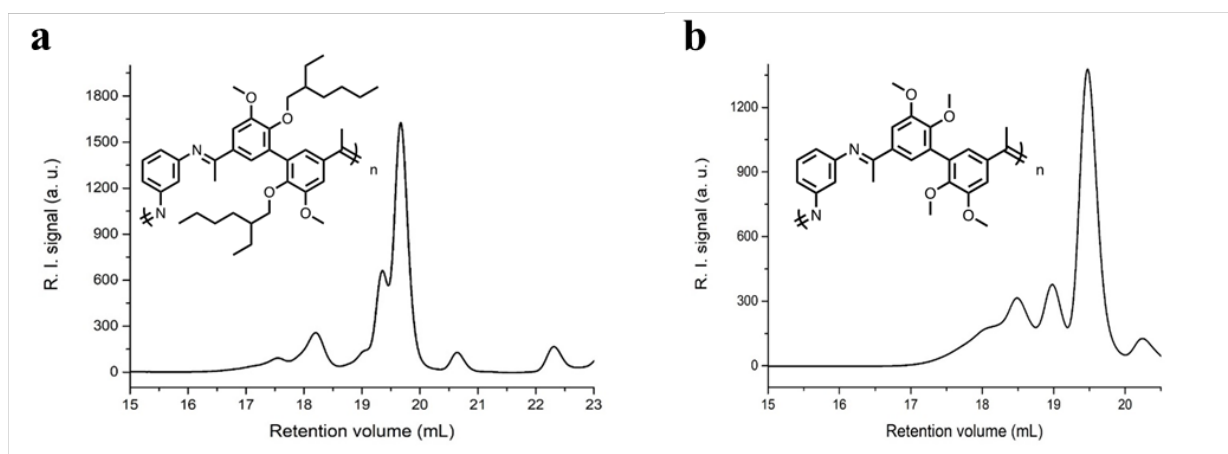 a
b
1800
1500
1200
900
600
300
0
R. I. signal (a. u.)
15 16 17 18 19 20 21 22 23
Retention volume (mL)
O
O
N
n
N
O
O
1200
900
600
300
0
R. I. signal (a. u.)
15 16 17 18 19 20
Retention volume (mL)
O
O
N
n
N
O
O